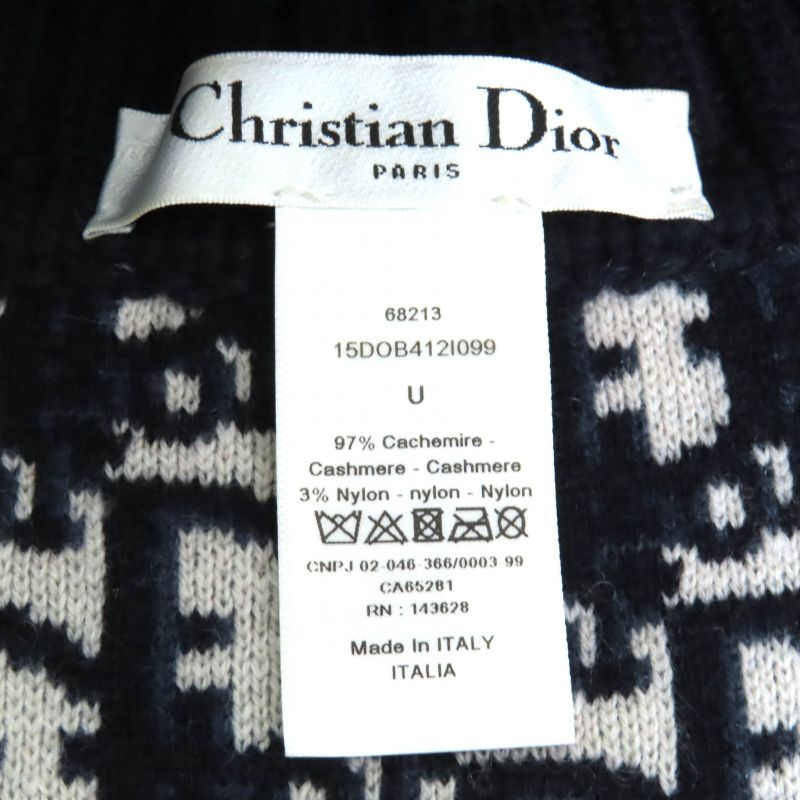 Christian Dior
PARIS
68213
15DOB412I099
U
97% Cachemire -
Cashmere - Cashmere
3% Nylon - nylon - Nylon
CNPJ 02-046-366/0003-99
CA65281
RN : 143628
Made In ITALY
ITALIA